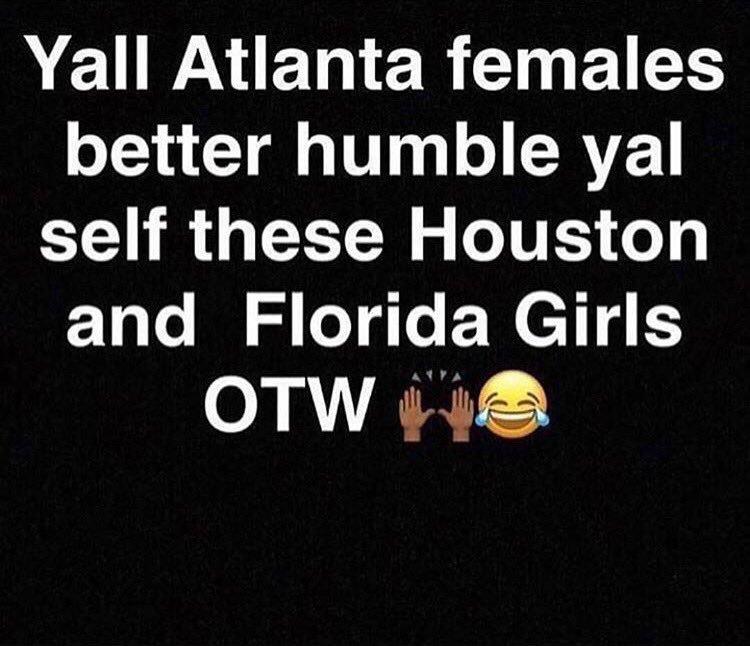 Yall Atlanta females
better humble yal
self these Houston
and Florida Girls
OTW 🙌🏾😂